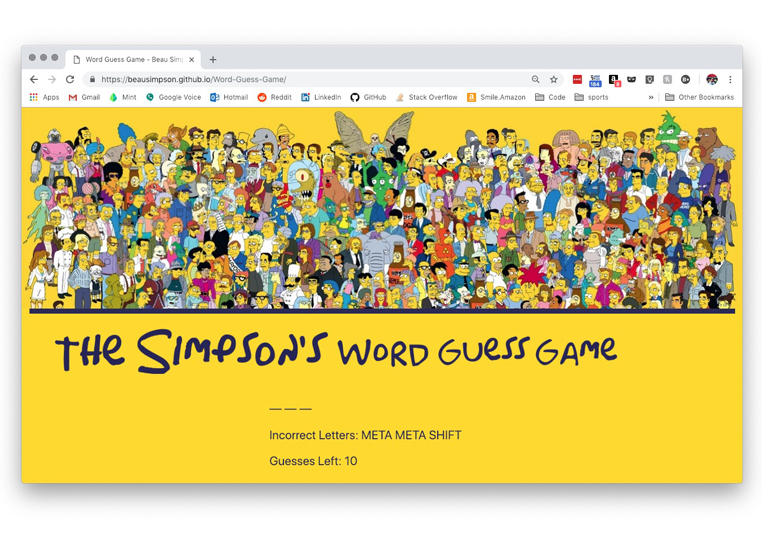 Word Guess Game - Beau Sim
https://beausimpson.github.io/Word-Guess-Game/
Apps Gmail Mint Google Voice Hotmail Reddit LinkedIn GitHub Stack Overflow Smile.Amazon Code sports » Other Bookmarks
THE SIMPSON'S WORD GUESS GAME
— — —
Incorrect Letters: META META SHIFT
Guesses Left: 10